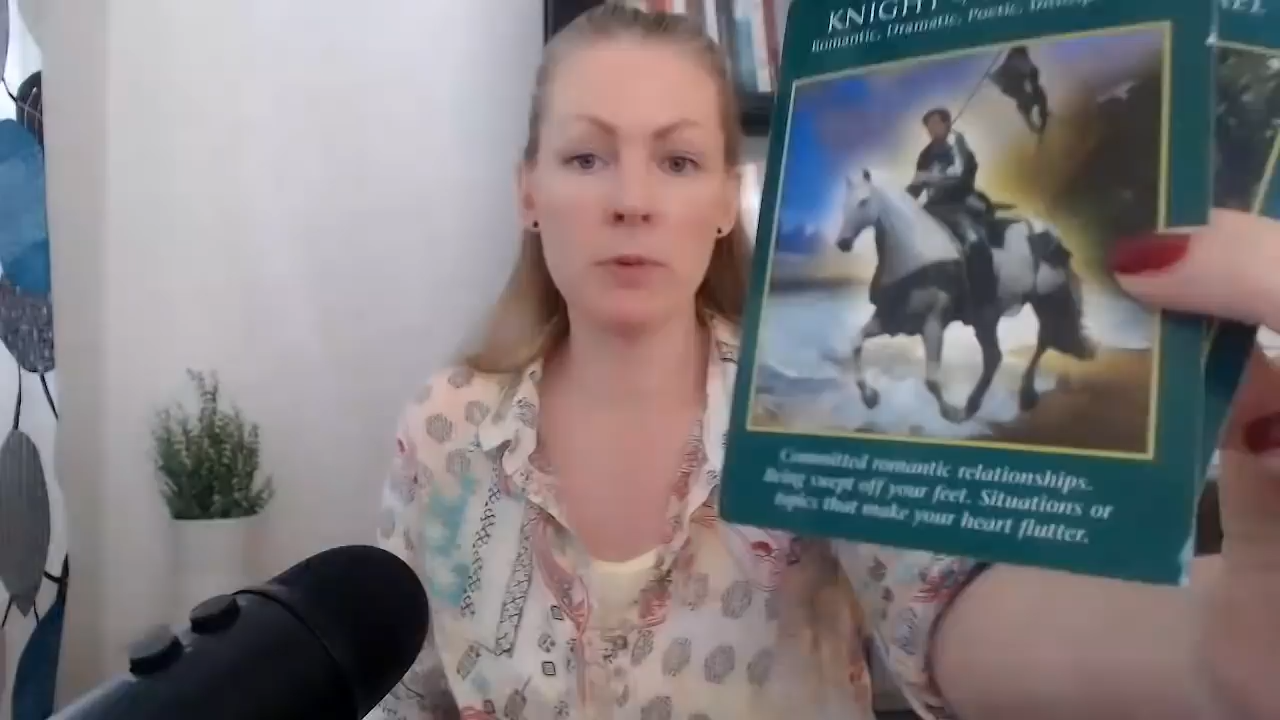 KNIGHT
Romantic, Dramatic, Poetic,
Committed romantic relationships.
Being swept off your feet. Situations or
topics that make your heart flutter.